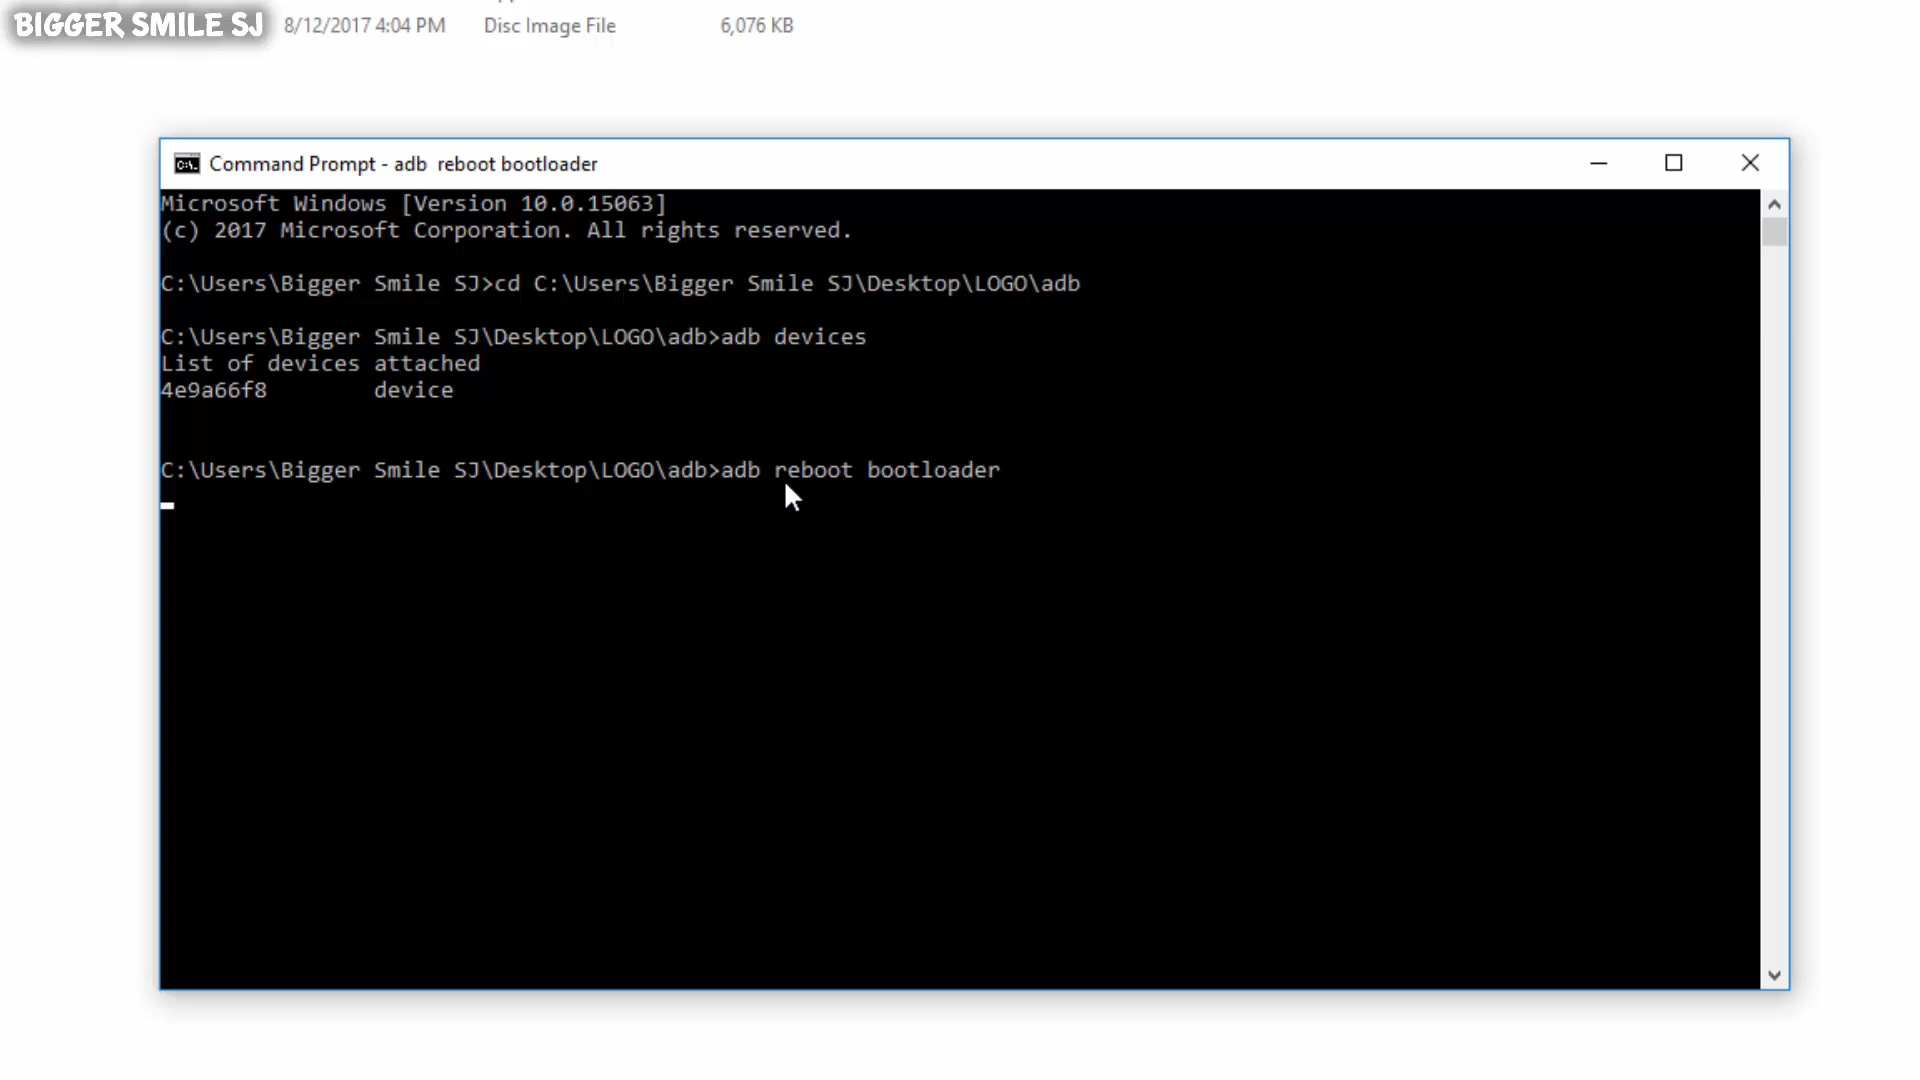 BIGGER SMILE SJ 8/12/2017 4:04 PM Disc Image File 6,076 KB
Command Prompt - adb  reboot bootloader
Microsoft Windows [Version 10.0.15063]
(c) 2017 Microsoft Corporation. All rights reserved.
C:\Users\Bigger Smile SJ>cd C:\Users\Bigger Smile SJ\Desktop\LOGO\adb
C:\Users\Bigger Smile SJ\Desktop\LOGO\adb>adb devices
List of devices attached
4e9a66f8        device
C:\Users\Bigger Smile SJ\Desktop\LOGO\adb>adb reboot bootloader